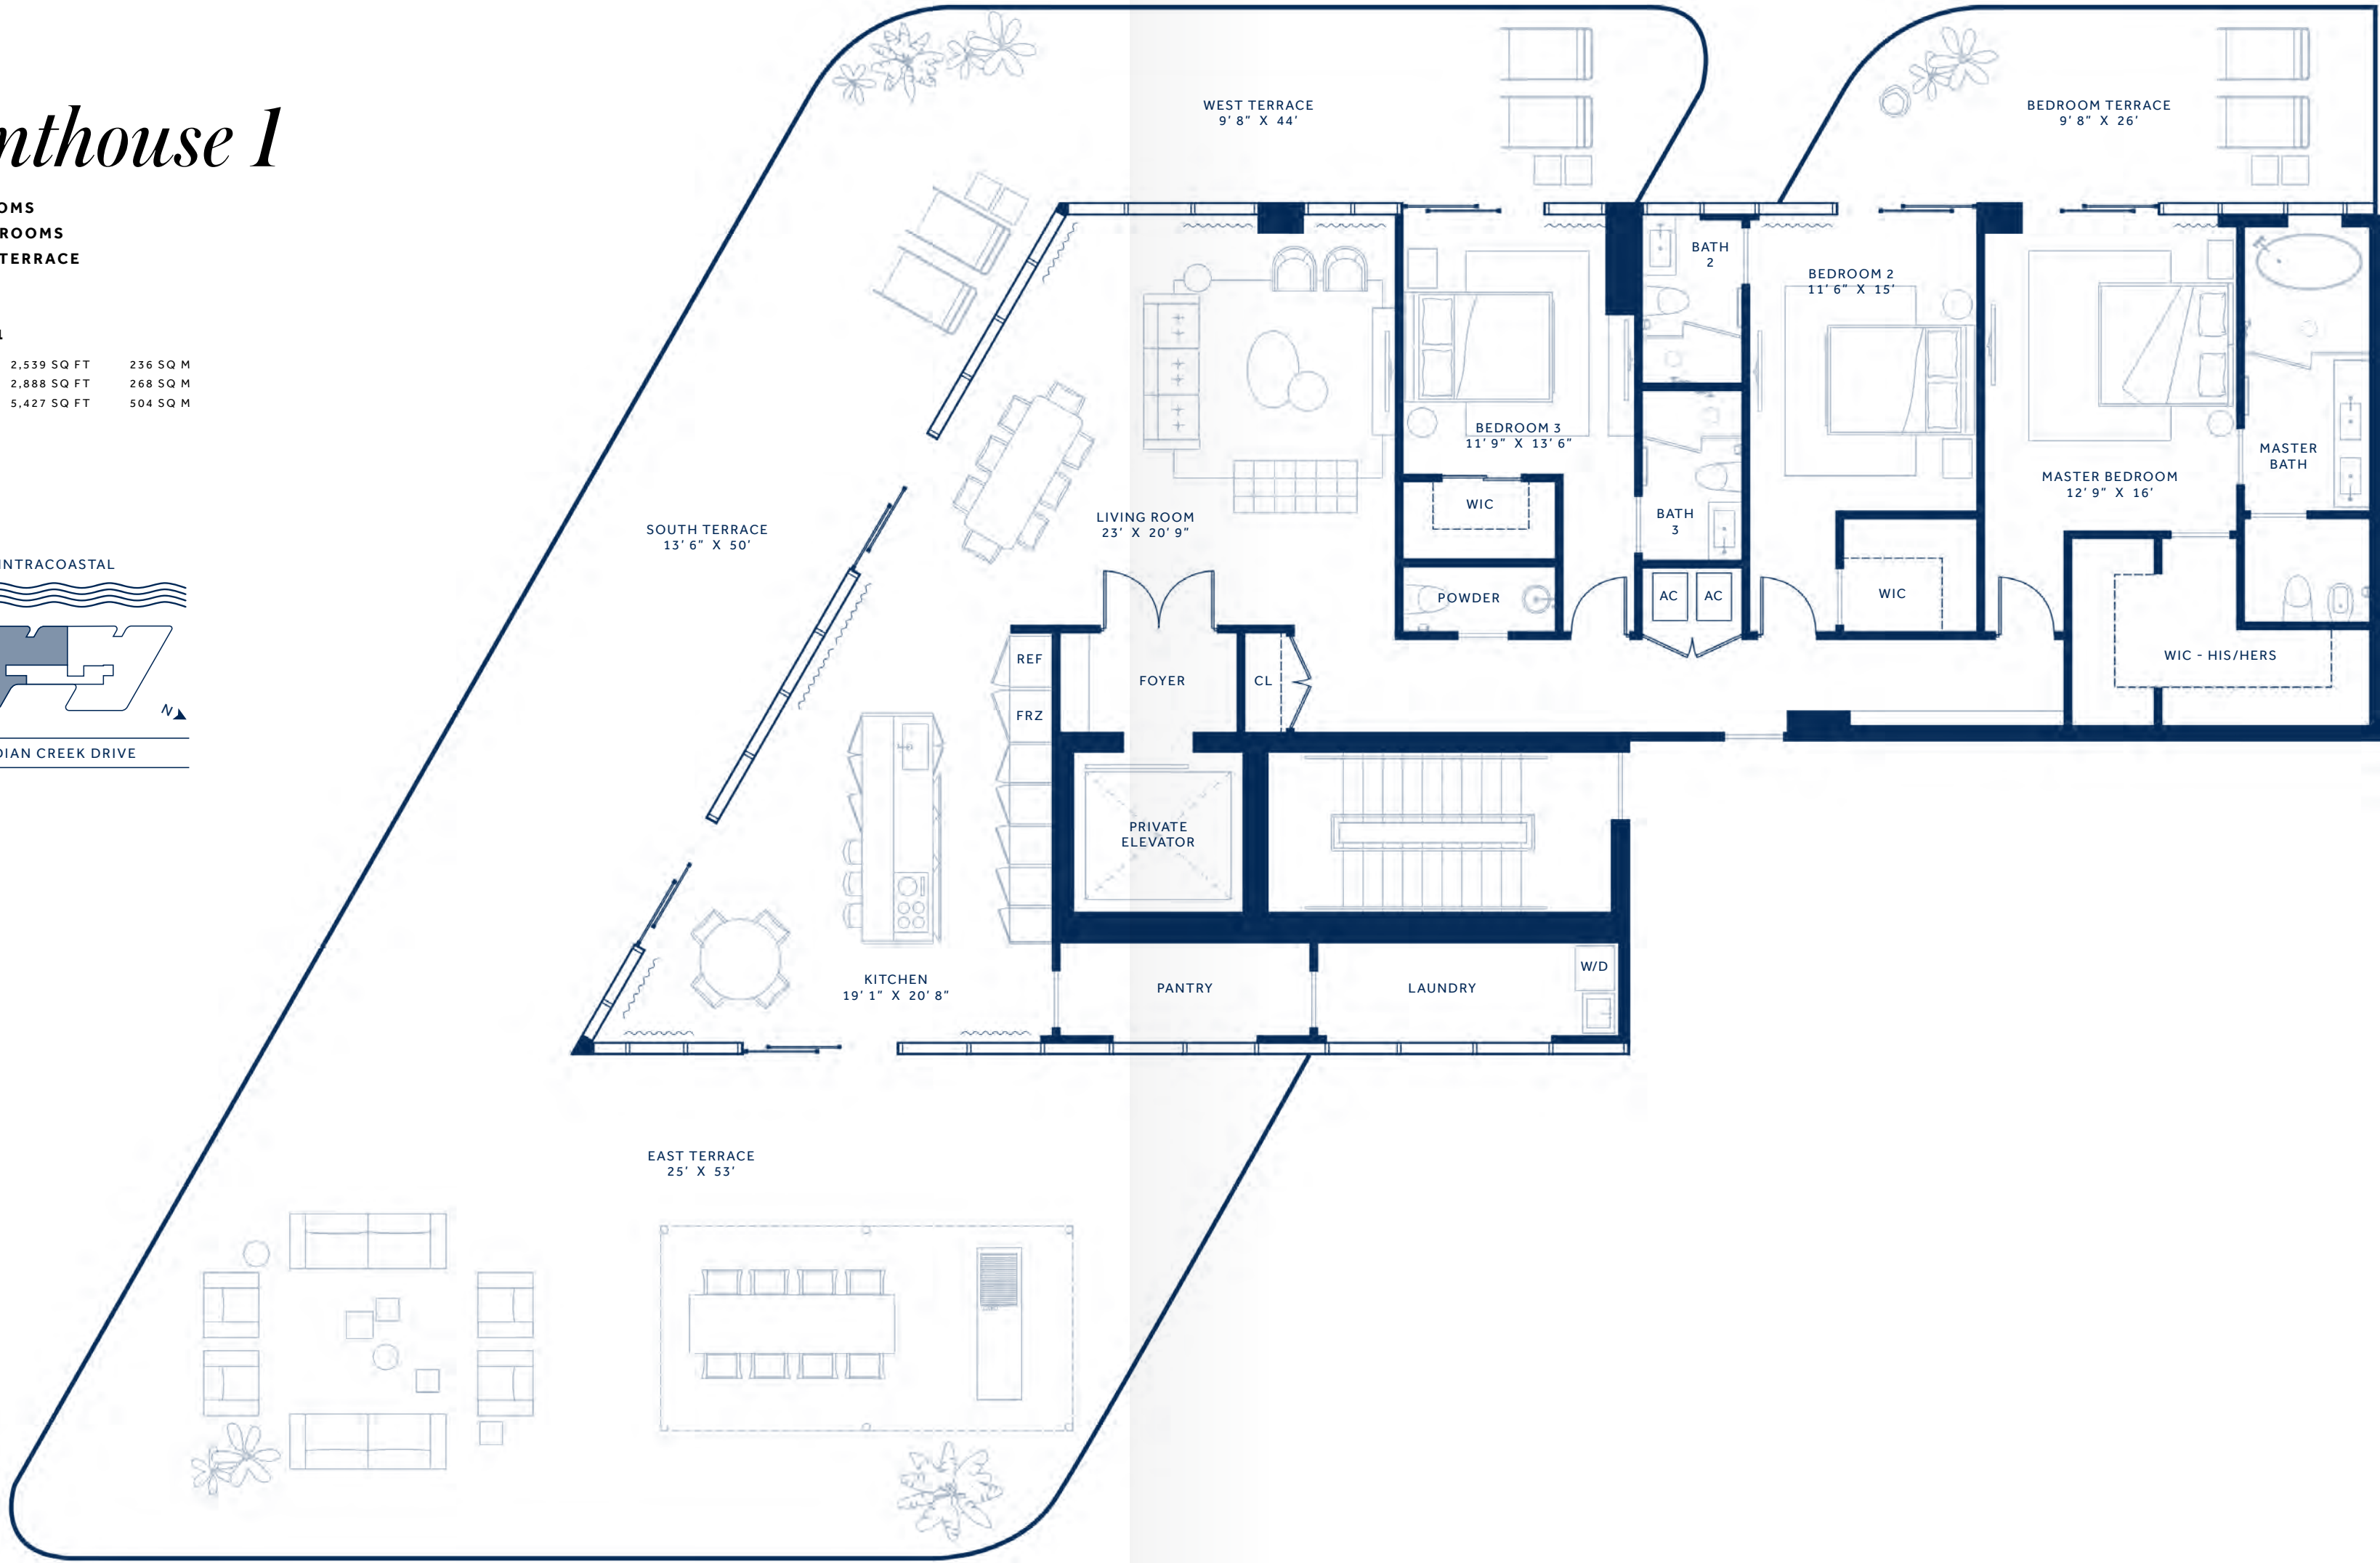 nthouse 1
OMS
ROOMS
TERRACE
2,539 SQ FT 236 SQ M
2,888 SQ FT 268 SQ M
5,427 SQ FT 504 SQ M
INTRACOASTAL
N
DIAN CREEK DRIVE
WEST TERRACE
9' 8" X 44'
BEDROOM TERRACE
9' 8" X 26'
BATH
2
BEDROOM 2
11' 6" X 15'
BEDROOM 3
11' 9" X 13' 6"
MASTER
BATH
MASTER BEDROOM
12' 9" X 16'
WIC
BATH
3
LIVING ROOM
23' X 20' 9"
SOUTH TERRACE
13' 6" X 50'
POWDER
AC AC
WIC
REF
FOYER
CL
WIC - HIS/HERS
FRZ
PRIVATE
ELEVATOR
KITCHEN
19' 1" X 20' 8"
PANTRY
LAUNDRY
W/D
EAST TERRACE
25' X 53'